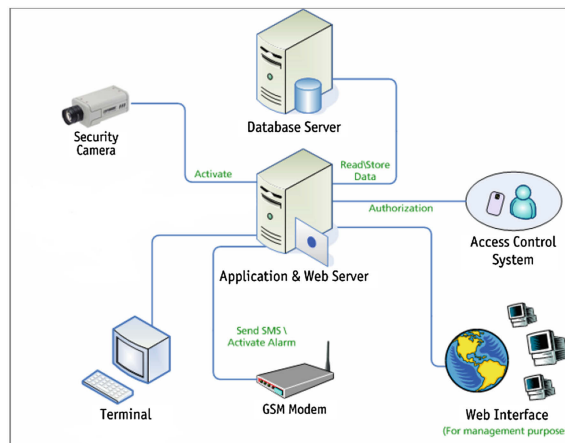 Database Server
Security
Camera
Activate
Read\Store
Data
Authorization
Access Control
System
Application & Web Server
Send SMS \
Activate Alarm
Terminal
GSM Modem
Web Interface
(For management purpose